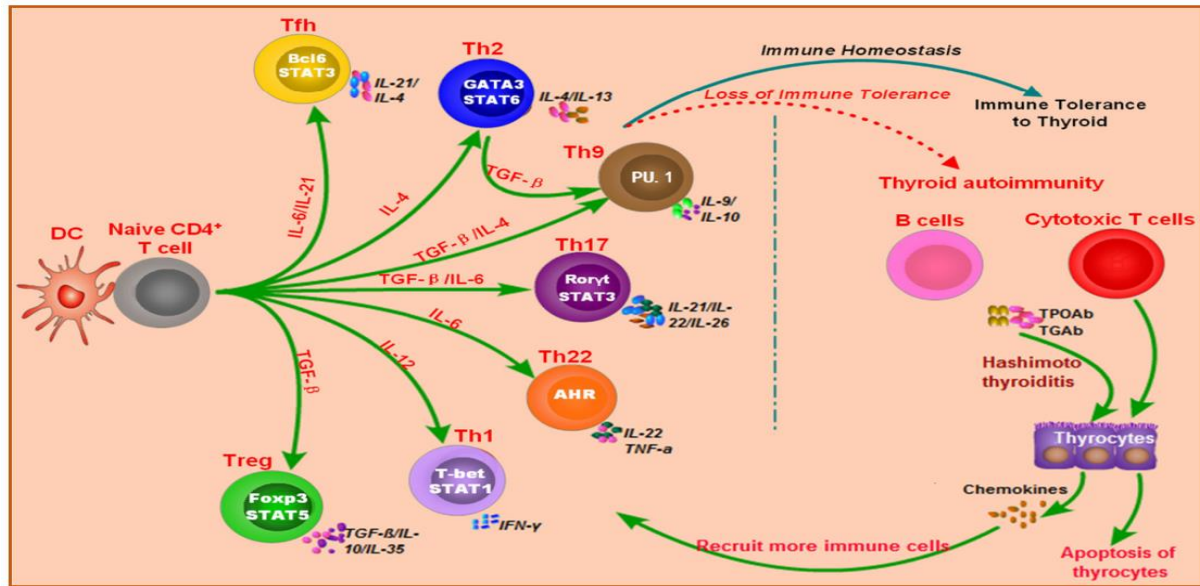 Tfh
Bcl6
STAT3
IL-21/
IL-4
Th2
GATA3
STAT6
IL-4/IL-13
Immune Homeostasis
Loss of Immune Tolerance
Immune Tolerance
to Thyroid
Th9
PU. 1
IL-9/
IL-10
TGF-β
IL-6/IL-21
IL-4
TGF-β/IL-4
Thyroid autoimmunity
B cells
Cytotoxic T cells
DC
Naive CD4⁺
T cell
Th17
TGF-β/IL-6
Rorγt
STAT3
IL-21/IL-
22/IL-26
IL-6
TPOAb
TGAb
Hashimoto
thyroiditis
IL-12
TGF-β
Th22
AHR
IL-22
TNF-a
Thyrocytes
Th1
T-bet
STAT1
IFN-γ
Treg
Foxp3
STAT5
TGF-ß/IL-
10/IL-35
Chemokines
Recruit more immune cells
Apoptosis of
thyrocytes